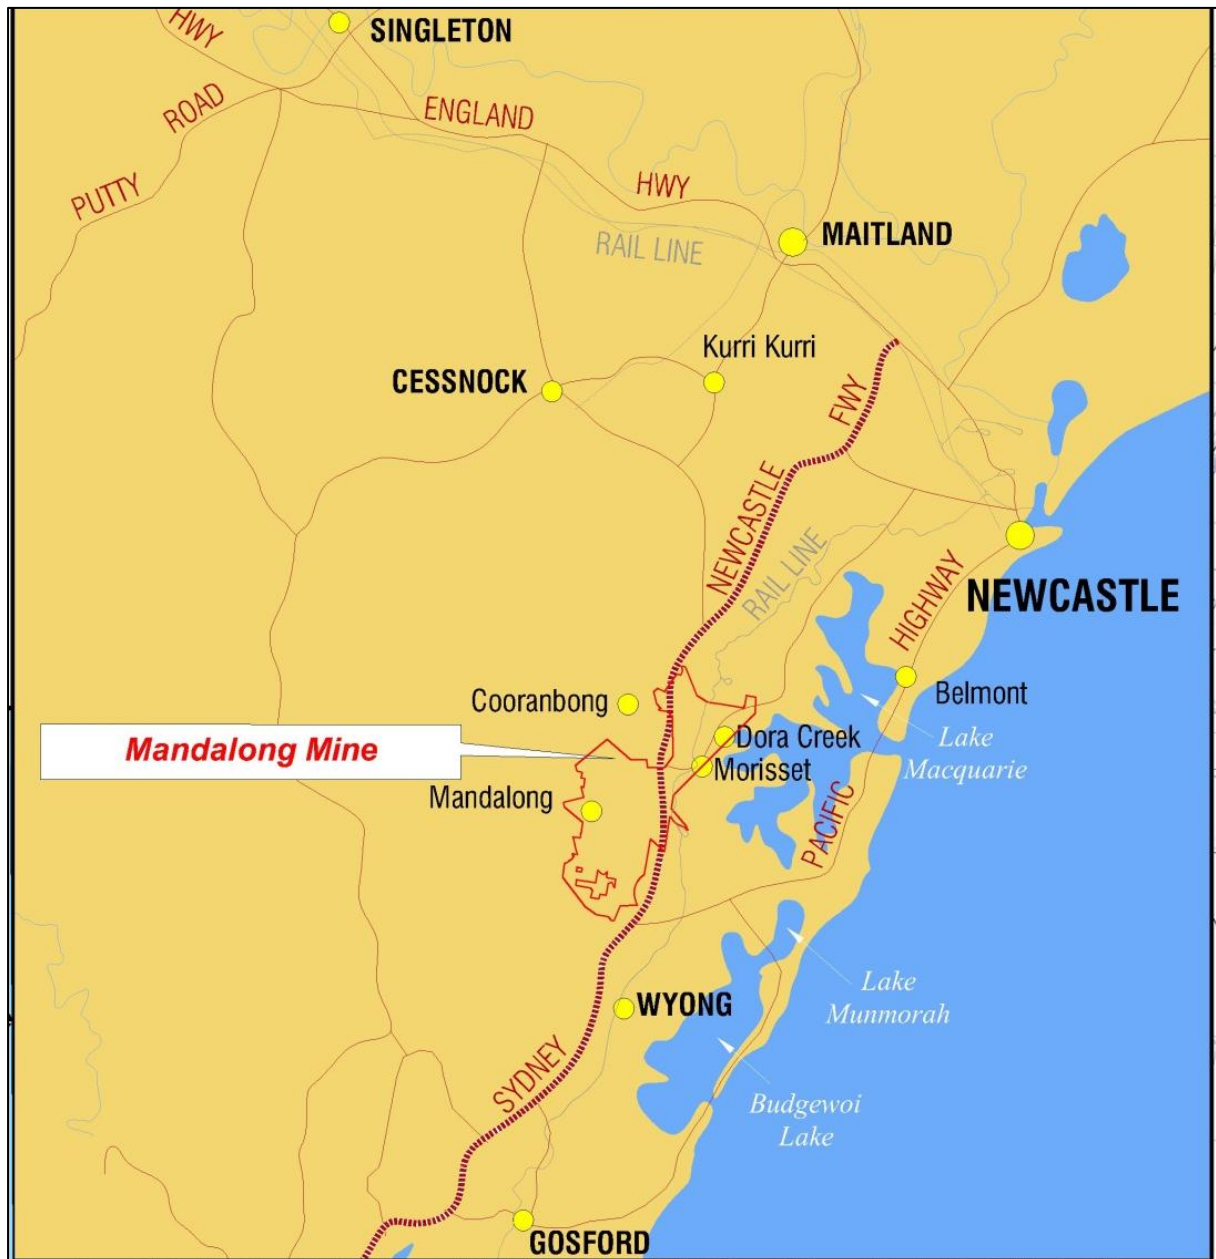 HWY
SINGLETON
ROAD
ENGLAND
PUTTY
HWY
RAIL LINE
MAITLAND
Kurri Kurri
CESSNOCK
FWY
NEWCASTLE
RAIL LINE
HIGHWAY
NEWCASTLE
Cooranbong
Belmont
Mandalong Mine
Dora Creek
Lake
Macquarie
Morisset
Mandalong
PACIFIC
Lake
Munmorah
WYONG
SYDNEY
Budgewoi
Lake
GOSFORD